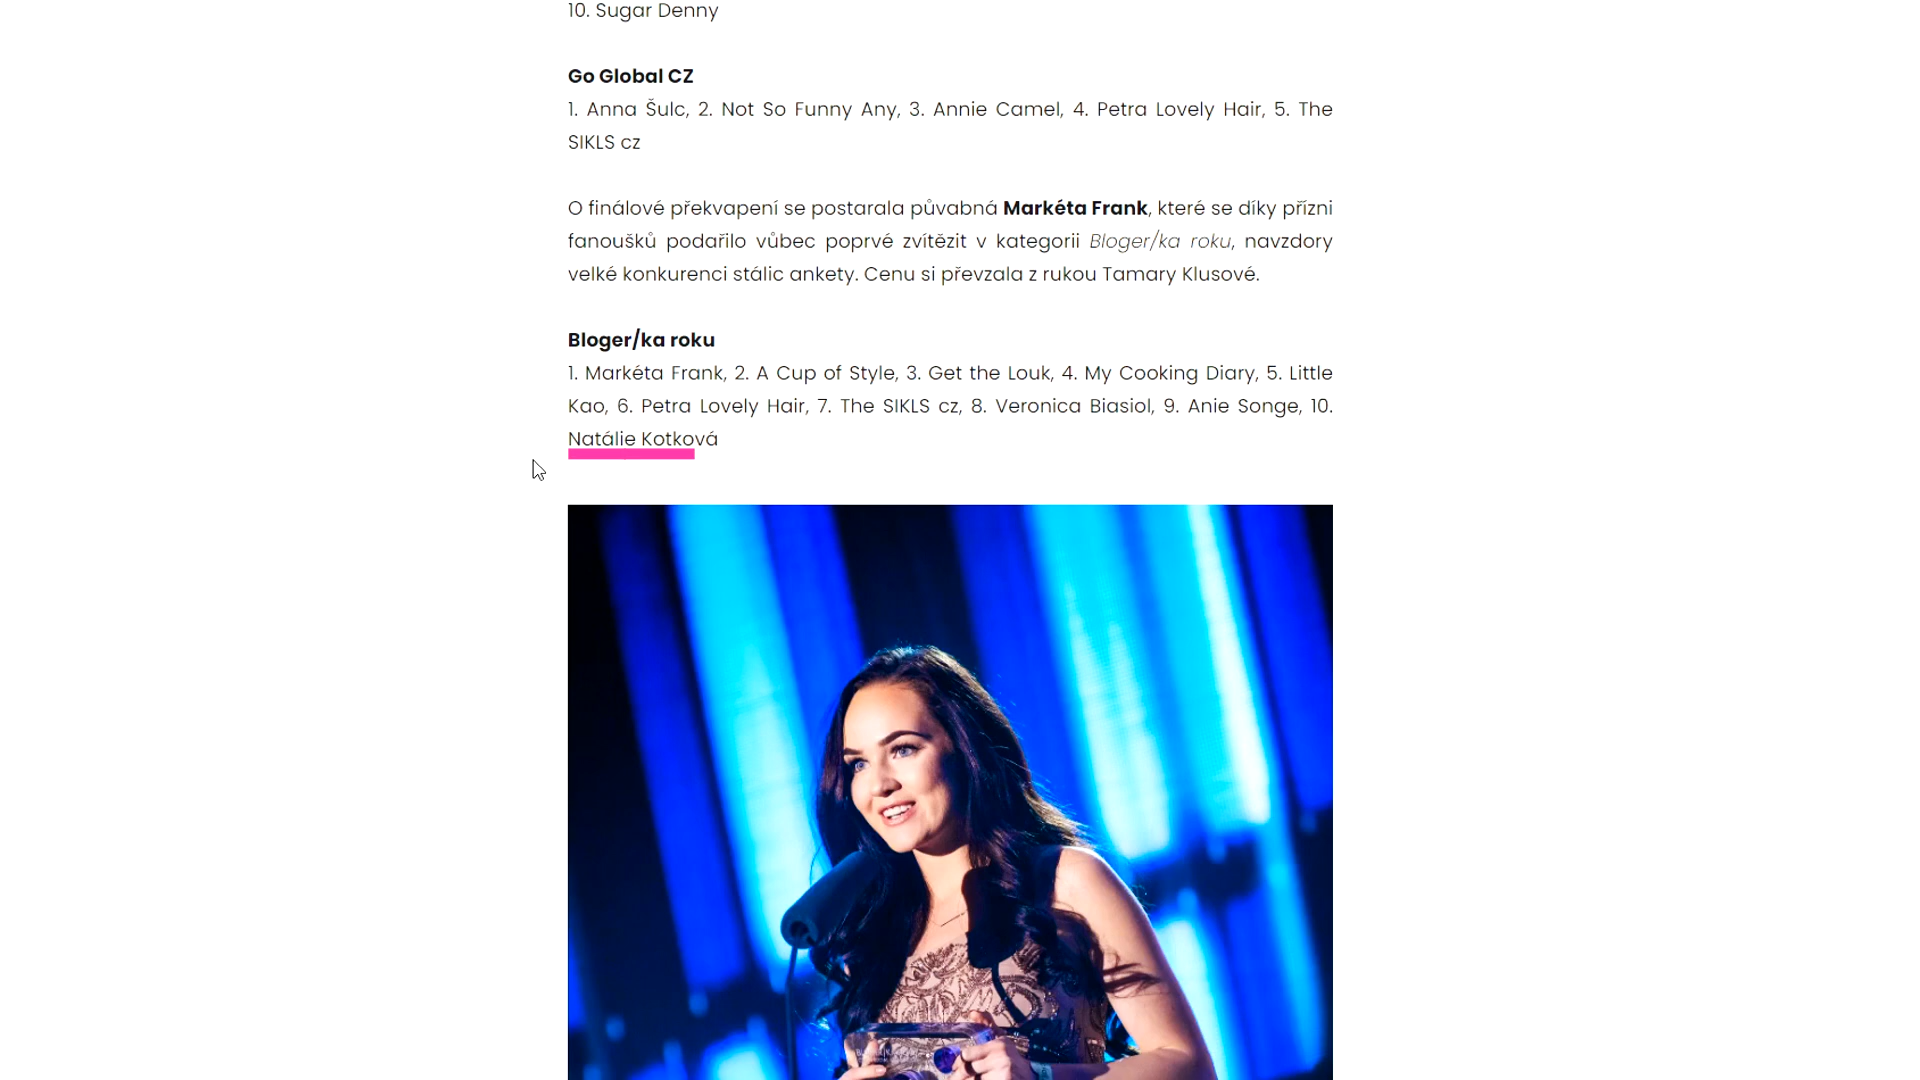 10. Sugar Denny
Go Global CZ
1. Anna Šulc, 2. Not So Funny Any, 3. Annie Camel, 4. Petra Lovely Hair, 5. The
SIKLS cz
O finálové překvapení se postarala půvabná Markéta Frank, které se díky přízni
fanoušků podařilo vůbec poprvé zvítězit v kategorii Bloger/ka roku, navzdory
velké konkurenci stálic ankety. Cenu si převzala z rukou Tamary Klusové.
Bloger/ka roku
1. Markéta Frank, 2. A Cup of Style, 3. Get the Louk, 4. My Cooking Diary, 5. Little
Kao, 6. Petra Lovely Hair, 7. The SIKLS cz, 8. Veronica Biasiol, 9. Anie Songe, 10.
Natálie Kotková